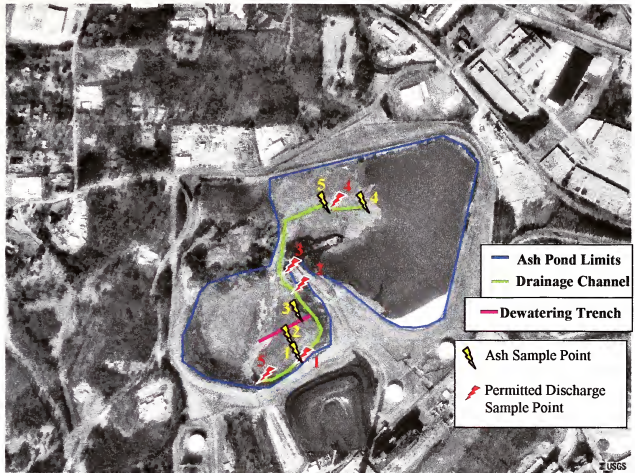 5
4
4
3
2
3
2
1
1
5
Ash Pond Limits
Drainage Channel
Dewatering Trench
Ash Sample Point
Permitted Discharge
Sample Point
USGS